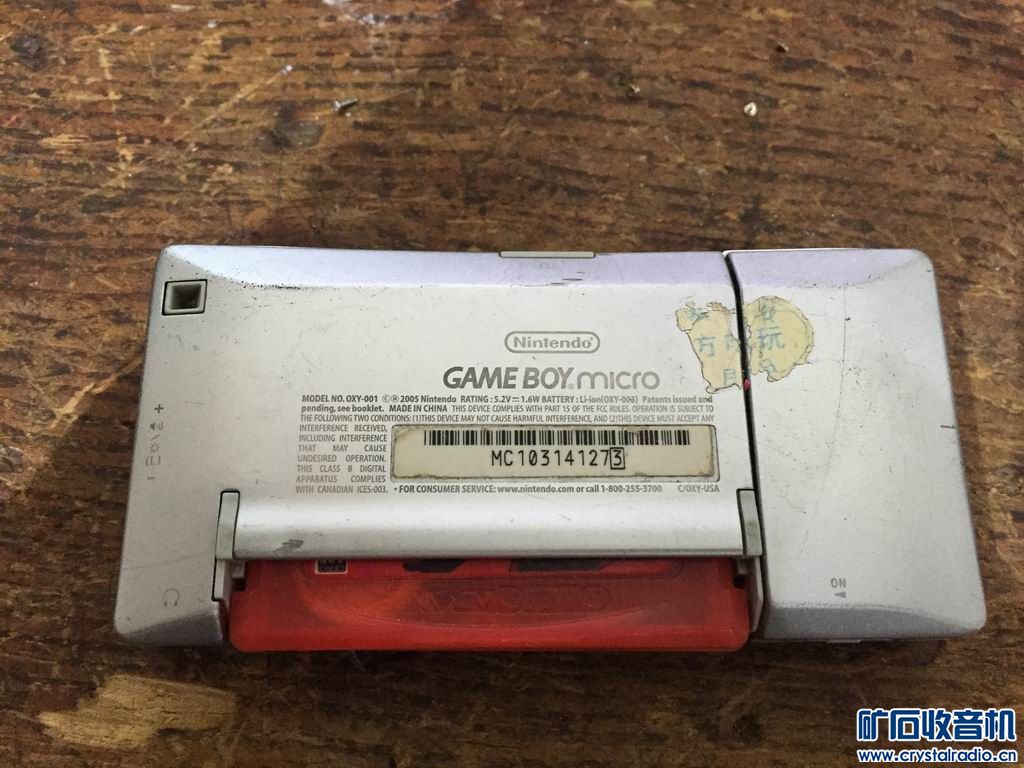 Nintendo®
GAME BOY® micro
MODEL NO. OXY-001 ©Ⓟ 2005 Nintendo RATING : 5.2V⎓1.6W BATTERY : Li-ion(OXY-003) Patents issued and
pending, see booklet. MADE IN CHINA THIS DEVICE COMPLIES WITH PART 15 OF THE FCC RULES. OPERATION IS SUBJECT TO
THE FOLLOWING TWO CONDITIONS: (1)THIS DEVICE MAY NOT CAUSE HARMFUL INTERFERENCE, AND (2)THIS DEVICE MUST ACCEPT ANY
INTERFERENCE RECEIVED,
INCLUDING INTERFERENCE
THAT MAY CAUSE
UNDESIRED OPERATION.
THIS CLASS B DIGITAL
APPARATUS COMPLIES
WITH CANADIAN ICES-003.
MC103141273
• FOR CONSUMER SERVICE: www.nintendo.com or call 1-800-255-3700 C/OXY-USA
方
玩
ON
矿石收音机
www.crystalradio.cn